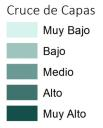 Cruce de Capas
Muy Bajo
Bajo
Medio
Alto
Muy Alto